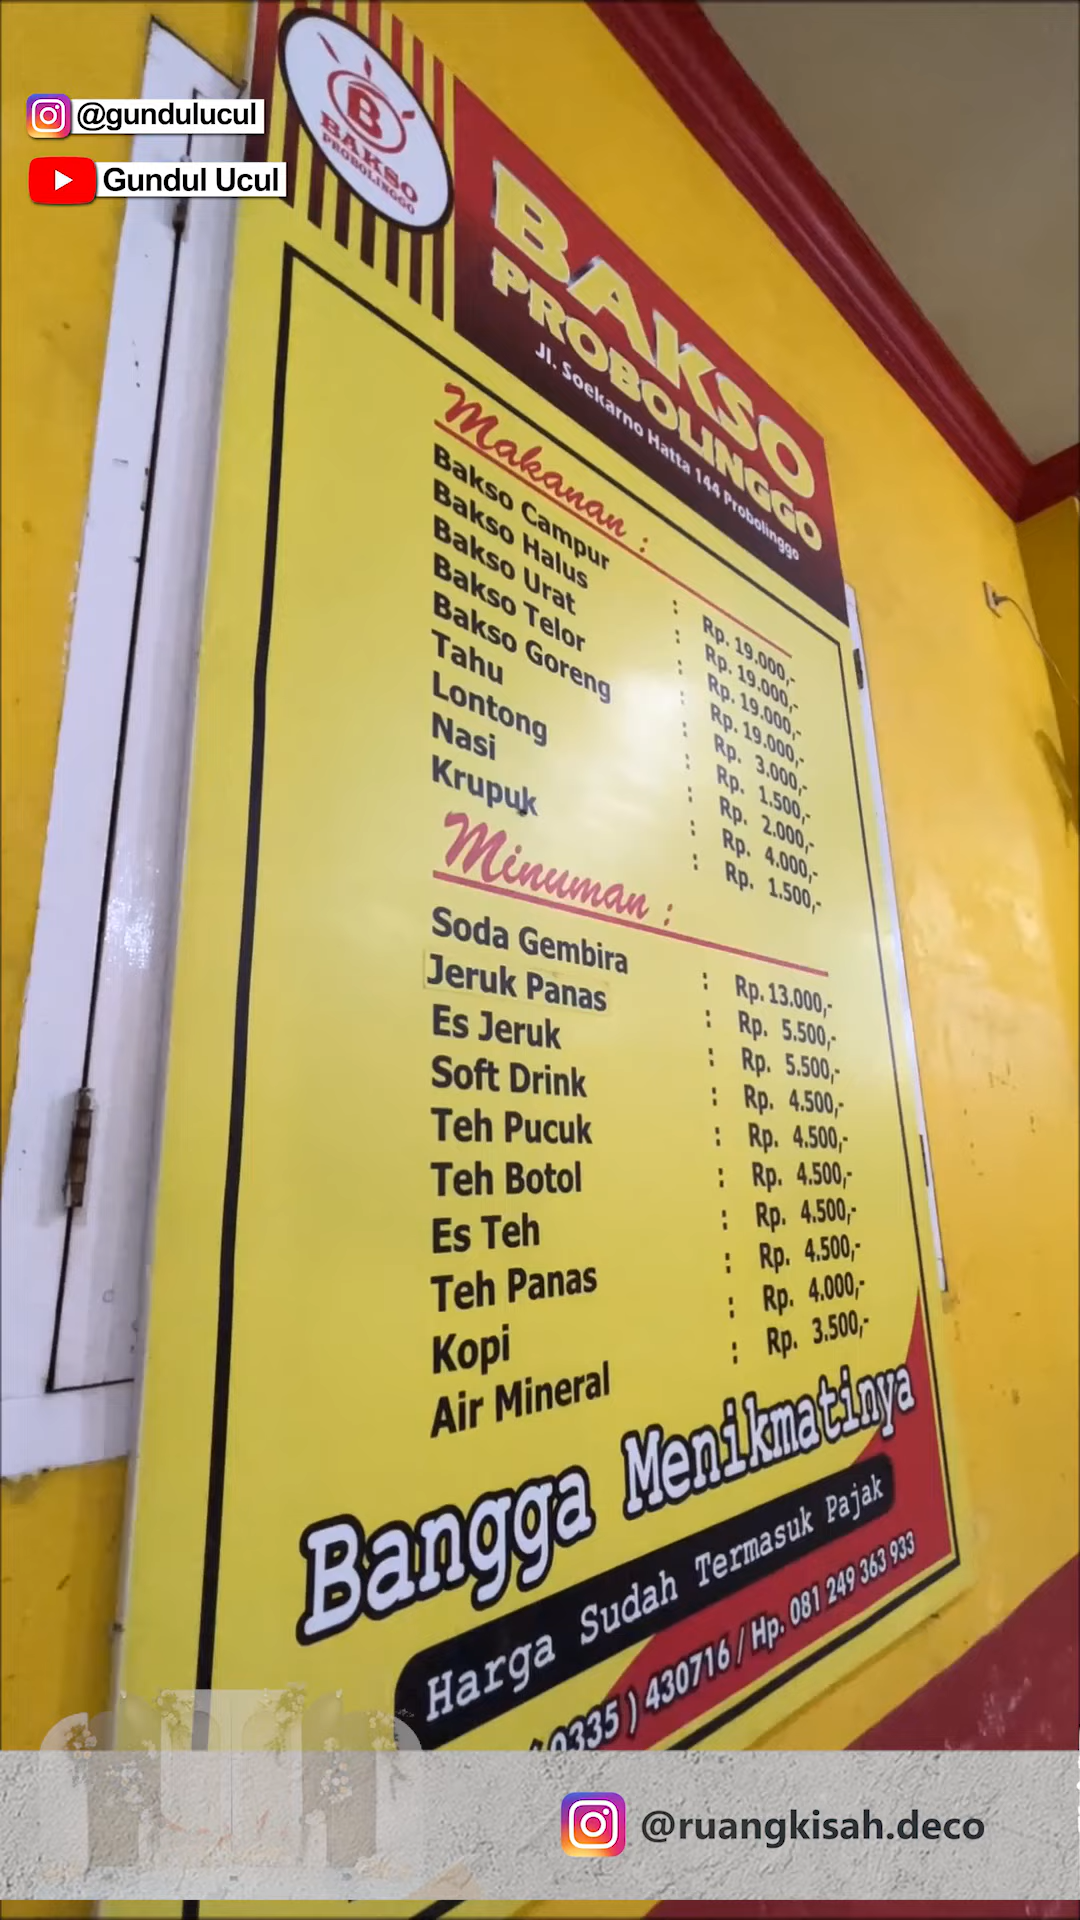 @gundulucul
Gundul Ucul
B
BAKSO
PROBOLINGGO
BAKSO
PROBOLINGGO
Jl. Soekarno Hatta 144 Probolinggo
Makanan :
Bakso Campur : Rp. 19.000,-
Bakso Halus : Rp. 19.000,-
Bakso Urat : Rp. 19.000,-
Bakso Telor : Rp. 19.000,-
Bakso Goreng : Rp. 3.000,-
Tahu : Rp. 1.500,-
Lontong : Rp. 2.000,-
Nasi : Rp. 4.000,-
Krupuk : Rp. 1.500,-
Minuman :
Soda Gembira : Rp. 13.000,-
Jeruk Panas : Rp. 5.500,-
Es Jeruk : Rp. 5.500,-
Soft Drink : Rp. 4.500,-
Teh Pucuk : Rp. 4.500,-
Teh Botol : Rp. 4.500,-
Es Teh : Rp. 4.500,-
Teh Panas : Rp. 4.500,-
Kopi : Rp. 4.000,-
Air Mineral : Rp. 3.500,-
Bangga Menikmatinya
Harga Sudah Termasuk Pajak
0335 ) 430716 / Hp. 081 249 363 933
@ruangkisah.deco